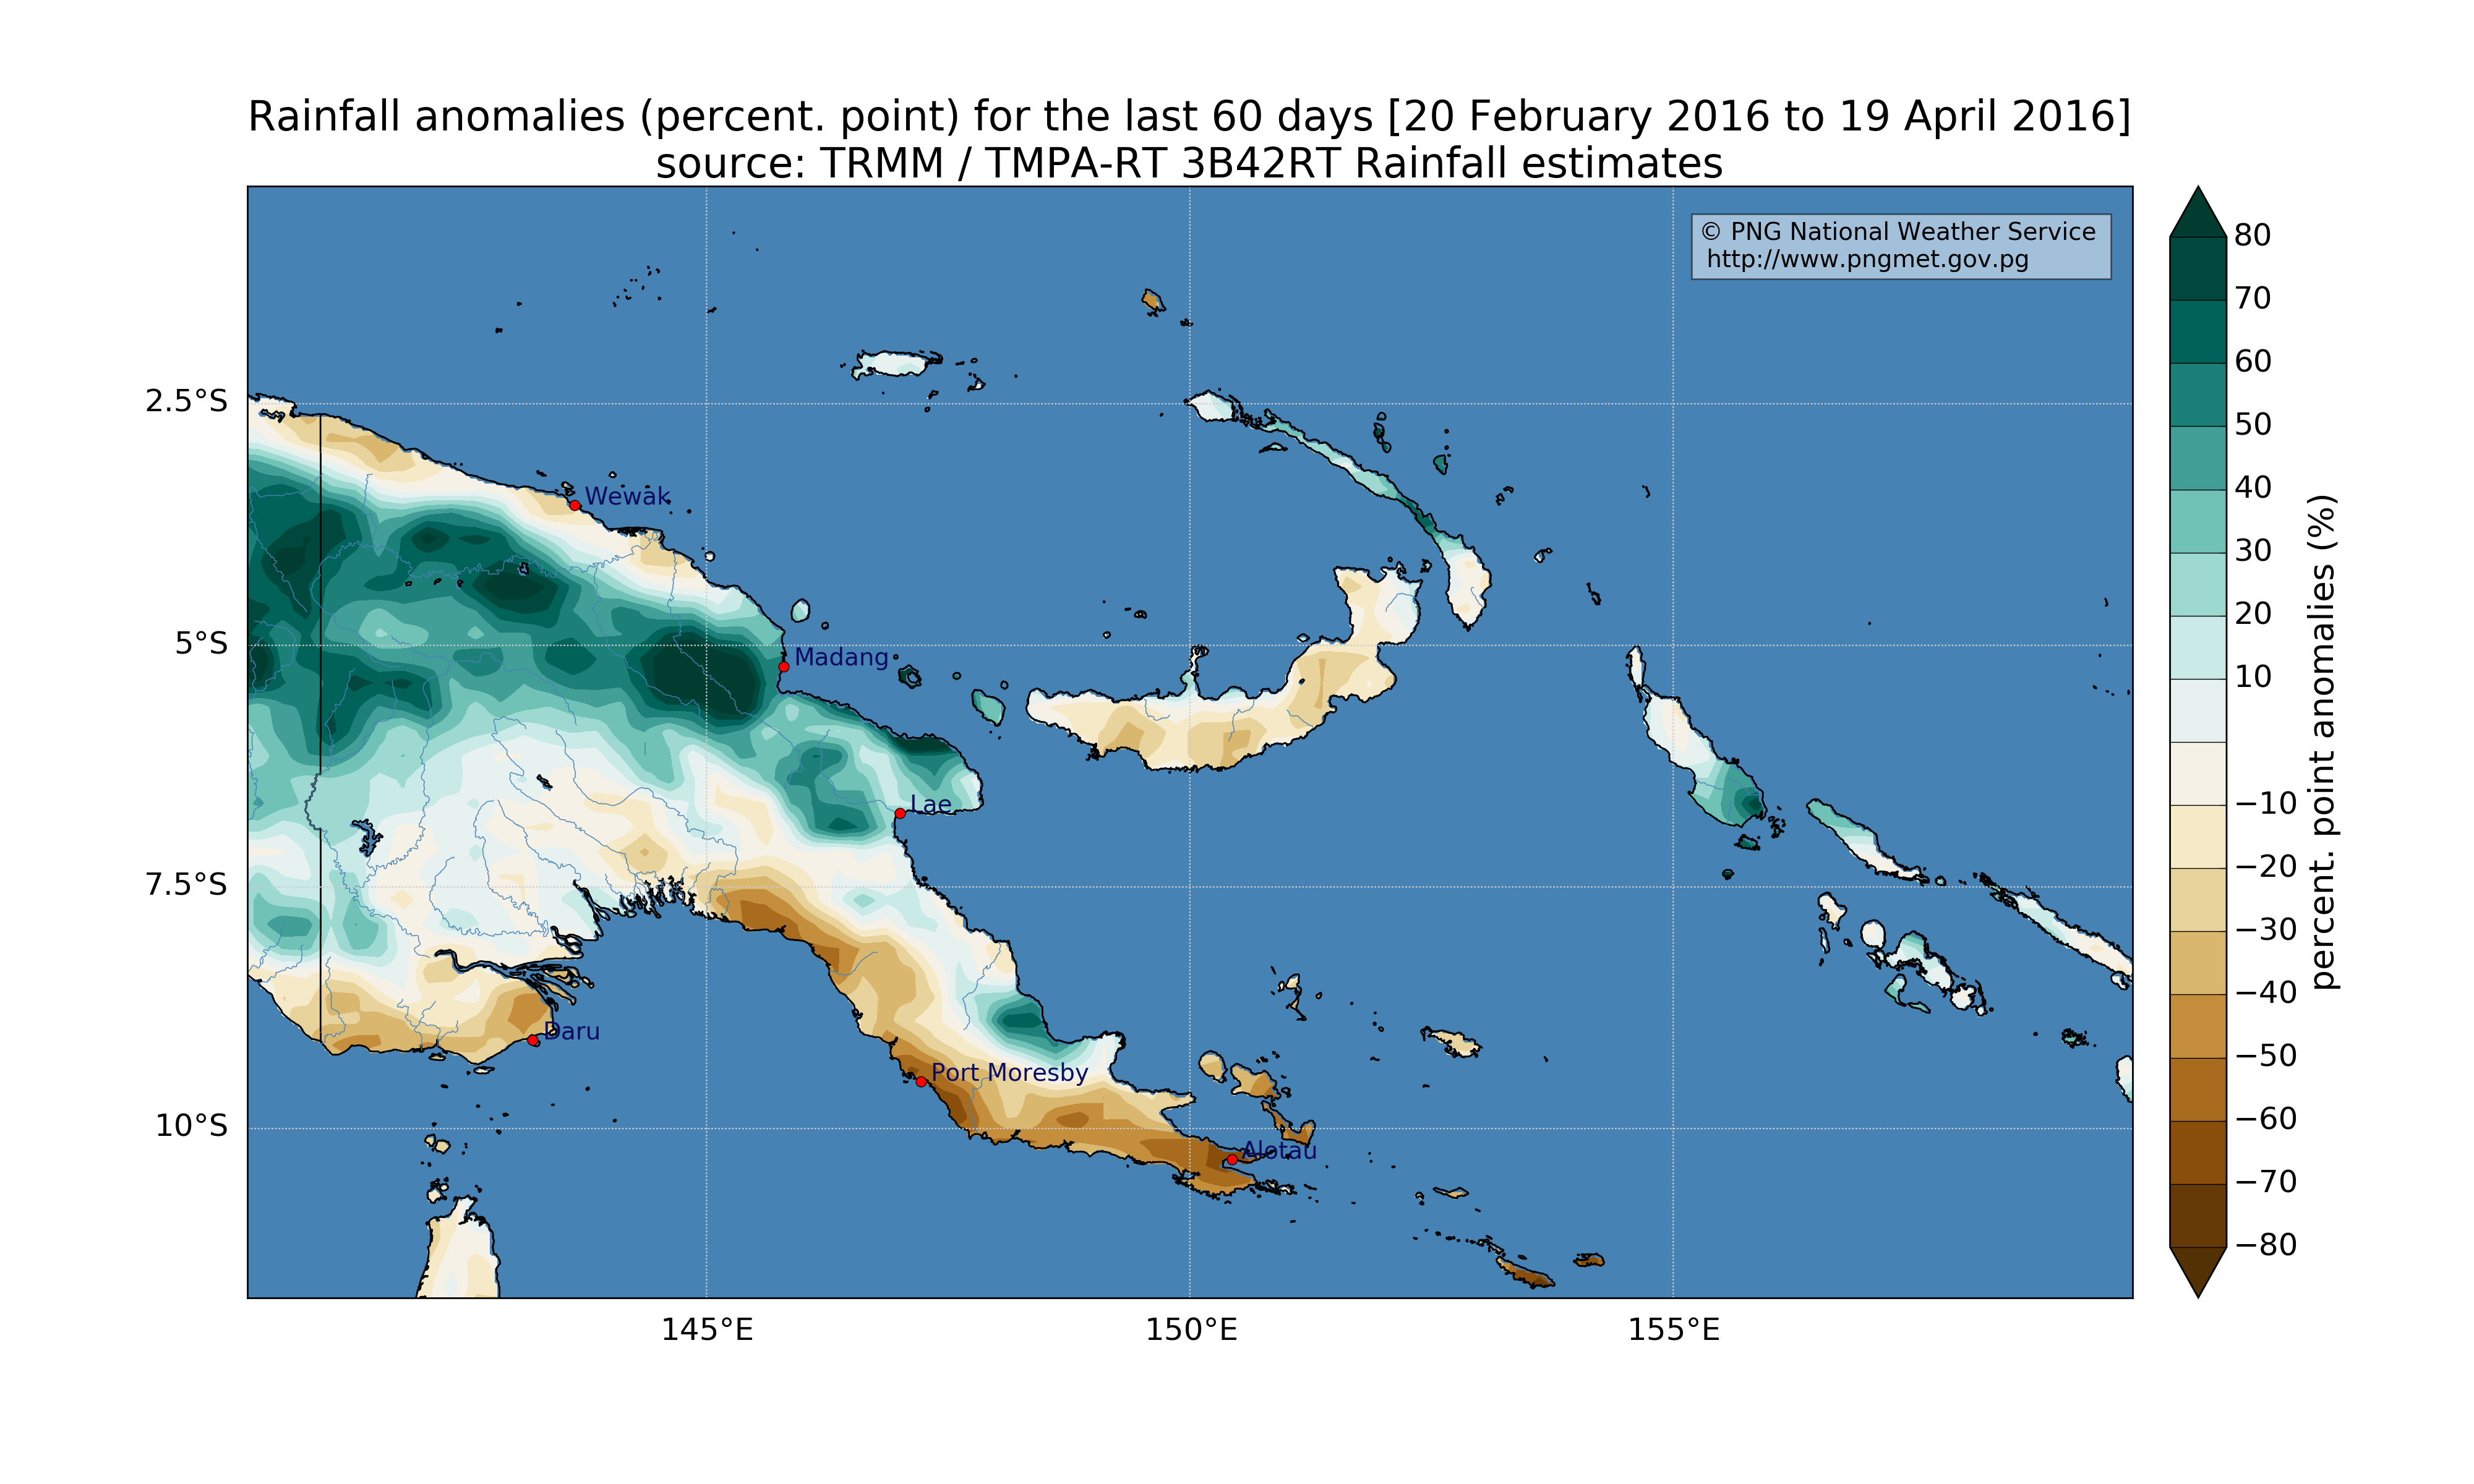 Rainfall anomalies (percent. point) for the last 60 days [20 February 2016 to 19 April 2016]
source: TRMM / TMPA-RT 3B42RT Rainfall estimates
© PNG National Weather Service
http://www.pngmet.gov.pg
2.5°S
5°S
7.5°S
10°S
Wewak
Madang
Lae
Daru
Port Moresby
Alotau
145°E
150°E
155°E
80
70
60
50
40
30
20
10
−10
−20
−30
−40
−50
−60
−70
−80
percent. point anomalies (%)